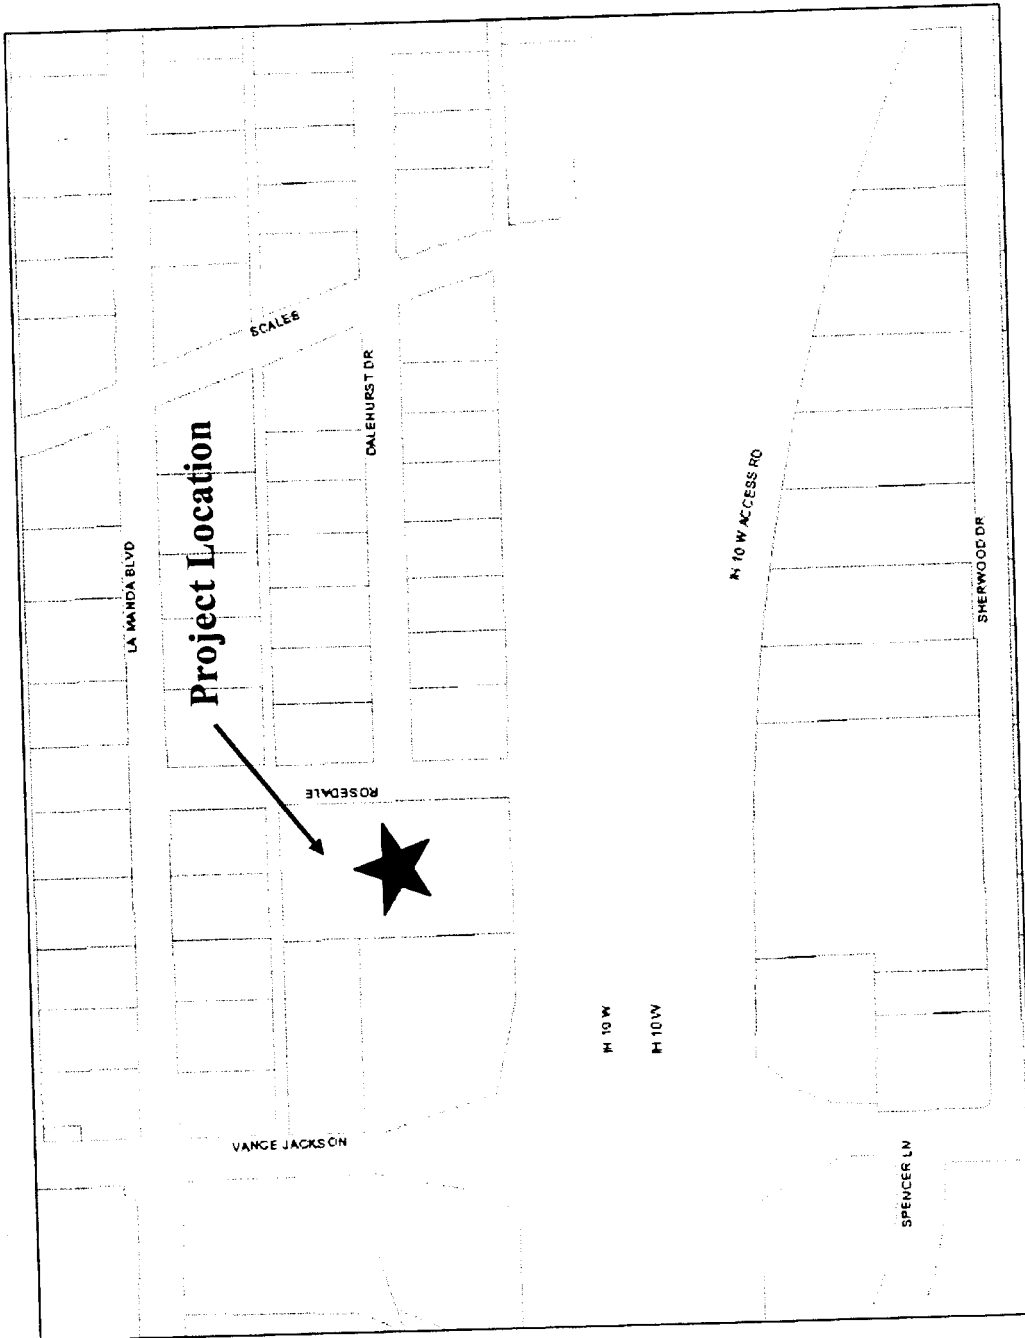 SCALES
DALEHURST DR
LA MANDA BLVD
Project Location
IH 10 W ACCESS RD
SHERWOOD DR
ROSEDALE
IH 10 W
IH 10 W
VANCE JACKSON
SPENCER LN